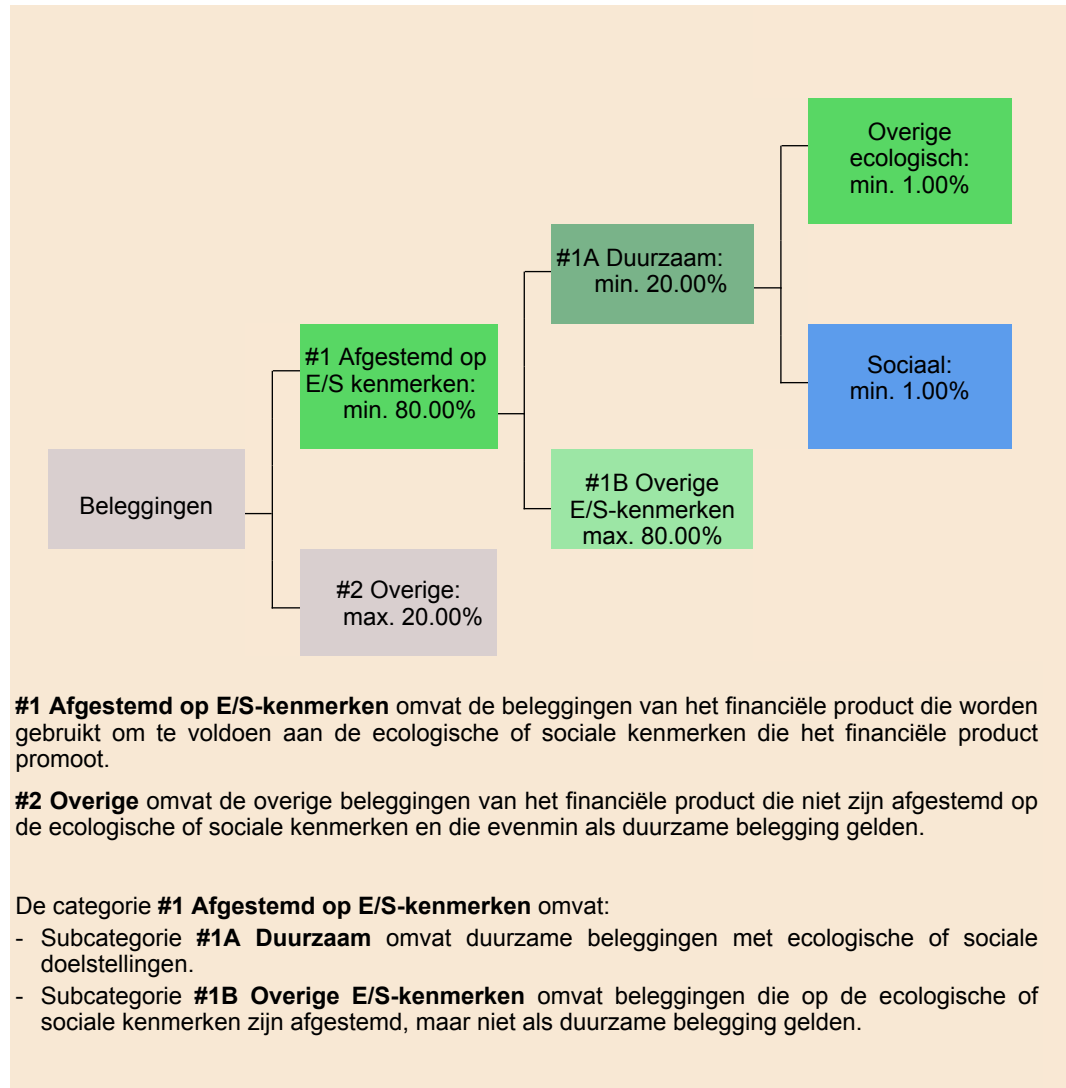 Overige
ecologisch:
min. 1.00%
#1A Duurzaam:
min. 20.00%
#1 Afgestemd op
E/S kenmerken:
min. 80.00%
Sociaal:
min. 1.00%
Beleggingen
#1B Overige
E/S-kenmerken
max. 80.00%
#2 Overige:
max. 20.00%
#1 Afgestemd op E/S-kenmerken omvat de beleggingen van het financiële product die worden
gebruikt om te voldoen aan de ecologische of sociale kenmerken die het financiële product
promoot.
#2 Overige omvat de overige beleggingen van het financiële product die niet zijn afgestemd op
de ecologische of sociale kenmerken en die evenmin als duurzame belegging gelden.
De categorie #1 Afgestemd op E/S-kenmerken omvat:
- Subcategorie #1A Duurzaam omvat duurzame beleggingen met ecologische of sociale
doelstellingen.
- Subcategorie #1B Overige E/S-kenmerken omvat beleggingen die op de ecologische of
sociale kenmerken zijn afgestemd, maar niet als duurzame belegging gelden.